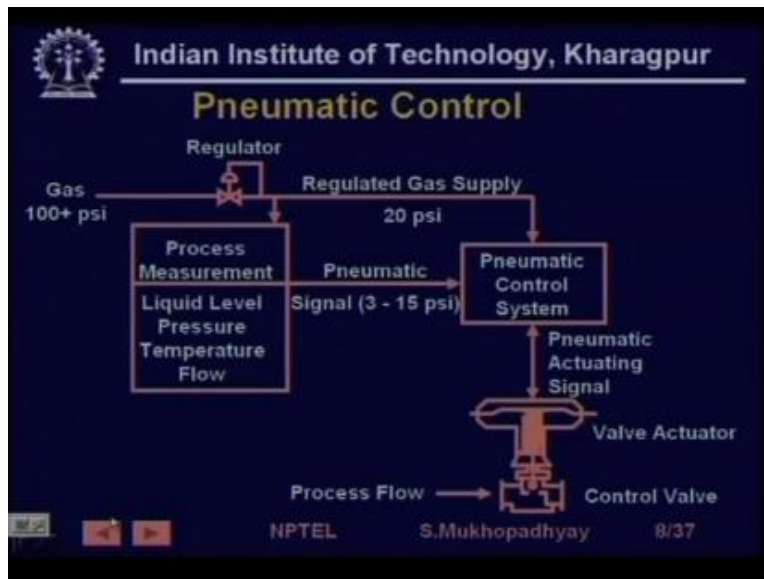 Indian Institute of Technology, Kharagpur
Pneumatic Control
Regulator
Gas
100+ psi
Regulated Gas Supply
20 psi
Process
Measurement
Liquid Level
Pressure
Temperature
Flow
Pneumatic
Signal (3 - 15 psi)
Pneumatic
Control
System
Pneumatic
Actuating
Signal
Valve Actuator
Process Flow
Control Valve
NPTEL
S.Mukhopadhyay
8/37